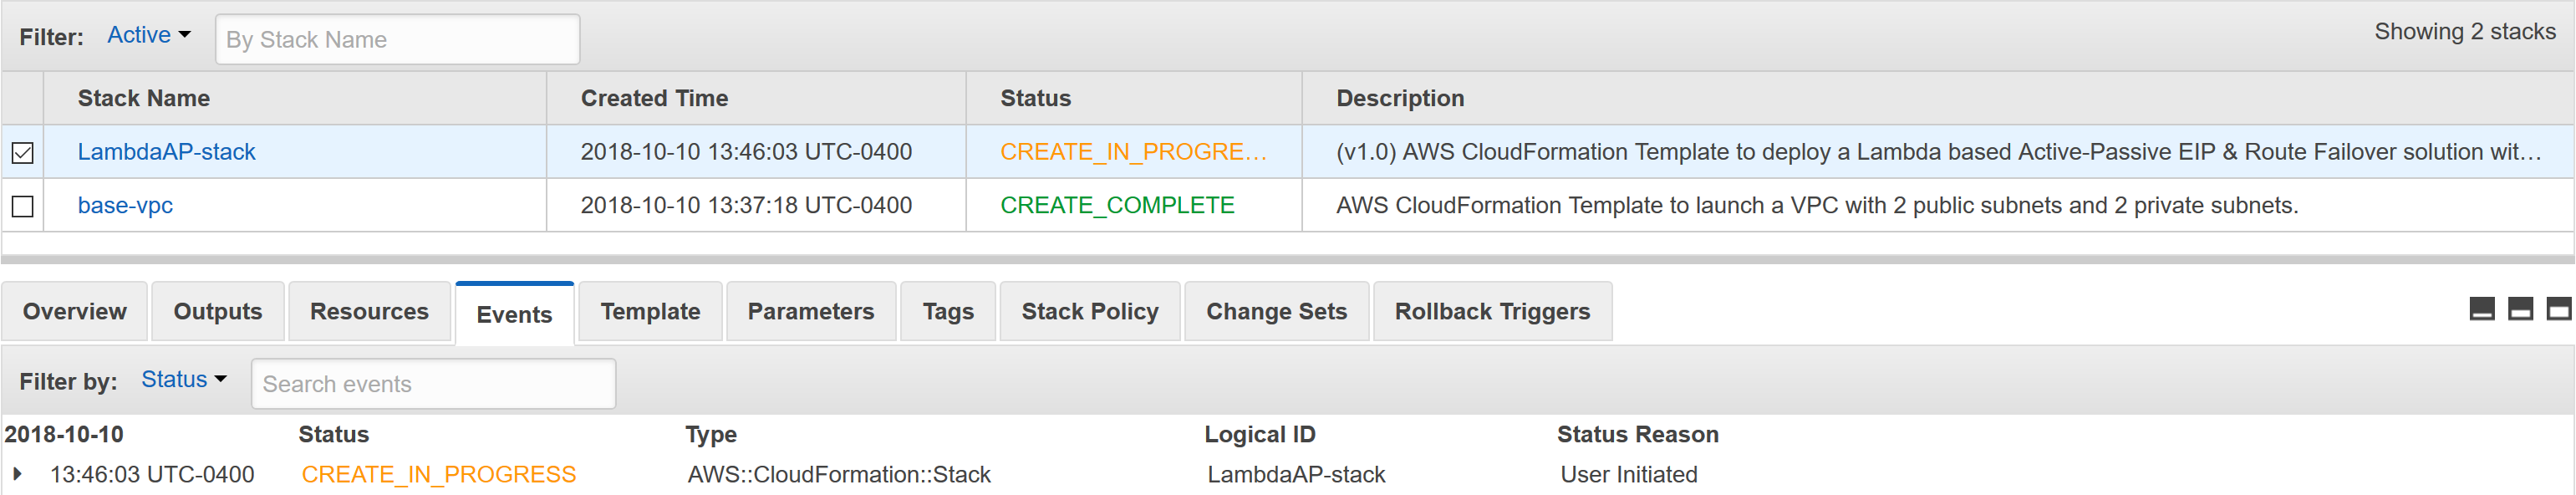 Filter: Active By Stack Name Showing 2 stacks
Stack Name Created Time Status Description
LambdaAP-stack 2018-10-10 13:46:03 UTC-0400 CREATE_IN_PROGRE... (v1.0) AWS CloudFormation Template to deploy a Lambda based Active-Passive EIP & Route Failover solution wit...
base-vpc 2018-10-10 13:37:18 UTC-0400 CREATE_COMPLETE AWS CloudFormation Template to launch a VPC with 2 public subnets and 2 private subnets.
Overview Outputs Resources Events Template Parameters Tags Stack Policy Change Sets Rollback Triggers
Filter by: Status Search events
2018-10-10 Status Type Logical ID Status Reason
13:46:03 UTC-0400 CREATE_IN_PROGRESS AWS::CloudFormation::Stack LambdaAP-stack User Initiated